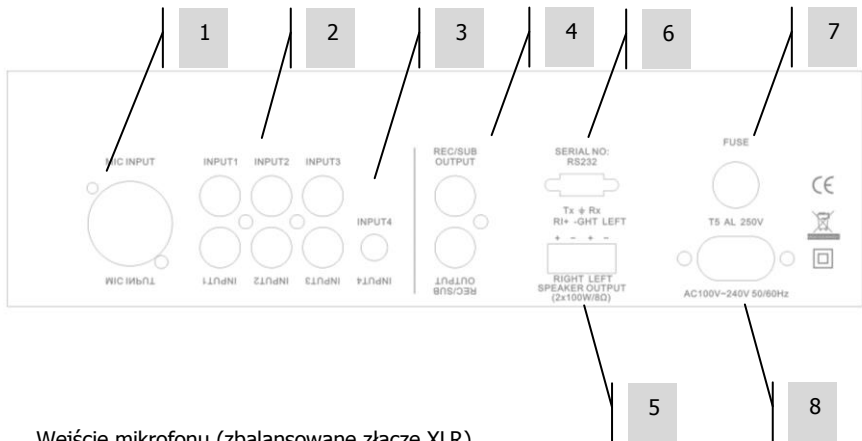 1 2 3 4 6 7
MIC INPUT
INPUT1 INPUT2 INPUT3
INPUT4
MIC INPUT
INPUT1 INPUT2 INPUT3 INPUT4
REC/SUB
OUTPUT
REC/SUB
OUTPUT
SERIAL NO:
RS232
Tx ⏚ Rx
RI+ -GHT LEFT
+ - + -
RIGHT LEFT
SPEAKER OUTPUT
(2x100W/8Ω)
FUSE
T5 AL 250V
AC100V~240V 50/60Hz
CE
5 8
Wejście mikrofonu (zbalansowane złącze XLR)